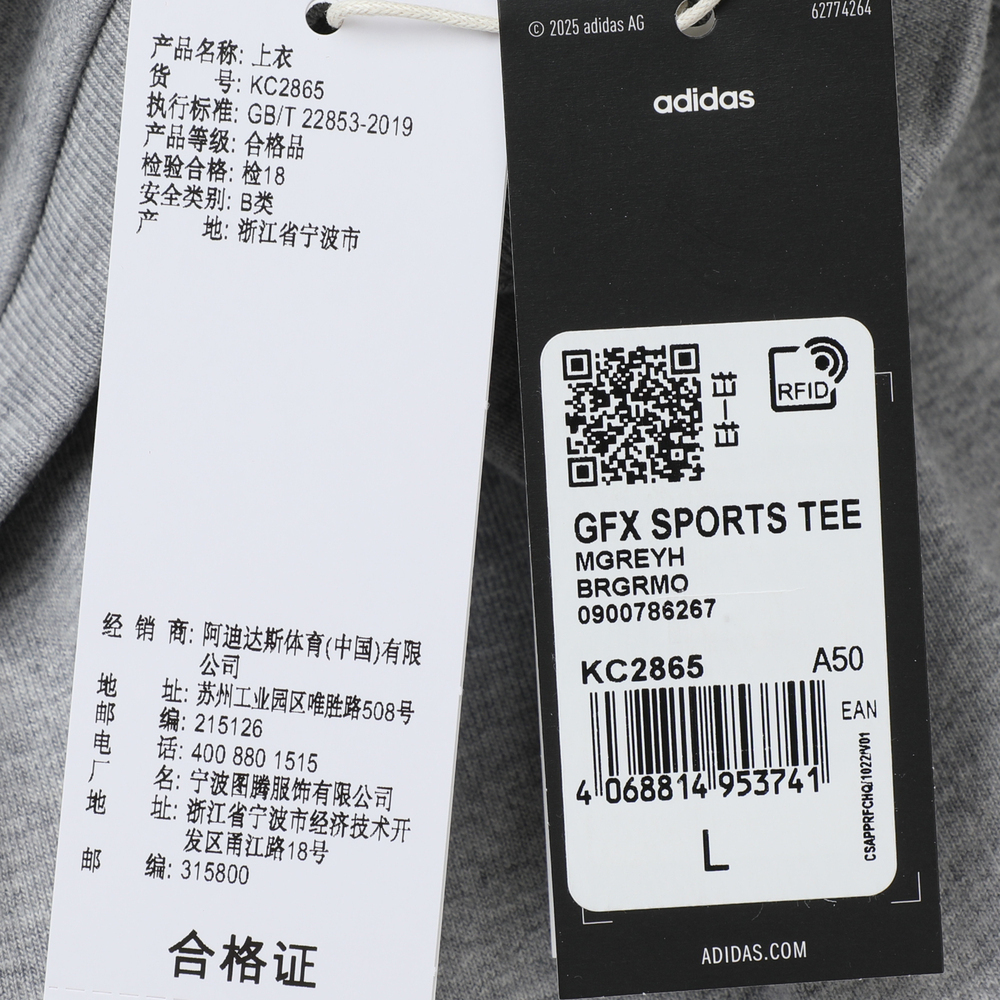 产品名称: 上衣
货 号: KC2865
执行标准: GB/T 22853-2019
产品等级: 合格品
检验合格: 检18
安全类别: B类
产 地: 浙江省宁波市
经 销 商: 阿迪达斯体育(中国)有限
公司
地 址: 苏州工业园区唯胜路508号
邮 编: 215126
电 话: 400 880 1515
厂 名: 宁波图腾服饰有限公司
地 址: 浙江省宁波市经济技术开
发区甬江路18号
邮 编: 315800
合格证
© 2025 adidas AG
62774264
adidas
RFID
GFX SPORTS TEE
MGREYH
BRGRMO
0900786267
KC2865
A50
EAN
4 068814 953741
CSAPPRFCHQ/1022/V01
L
ADIDAS.COM